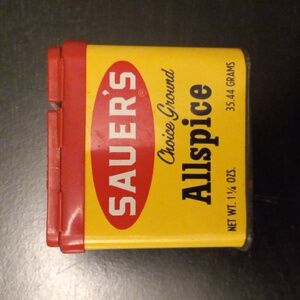 SAUER'S
Choice Ground
Allspice
NET WT. 1 ¼ OZS. 35.44 GRAMS